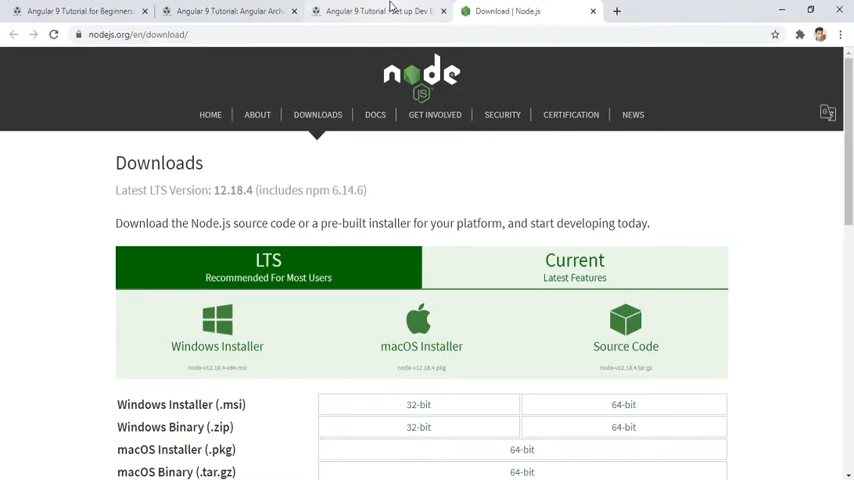 Angular 9 Tutorial for Beginners
Angular 9 Tutorial: Angular Arch
Angular 9 Tutorial
et up Dev E
Download | Node.js
nodejs.org/en/download/
node
JS
HOME
ABOUT
DOWNLOADS
DOCS
GET INVOLVED
SECURITY
CERTIFICATION
NEWS
Downloads
Latest LTS Version: 12.18.4 (includes npm 6.14.6)
Download the Node.js source code or a pre-built installer for your platform, and start developing today.
LTS
Recommended For Most Users
Current
Latest Features
Windows Installer
macOS Installer
Source Code
node-v12.18.4-x64.msi
node-v12.18.4.pkg
node-v12.18.4.tar.gz
Windows Installer (.msi)
32-bit
64-bit
Windows Binary (.zip)
32-bit
64-bit
macOS Installer (.pkg)
64-bit
macOS Binary (.tar.gz)
64-bit